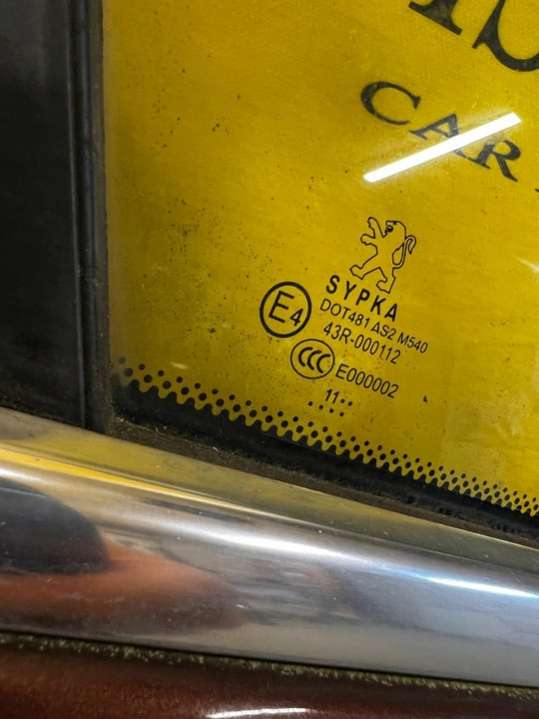 CAR
SYPKA
E4
DOT481 AS2 M540
43R-000112
CCC E000002
11